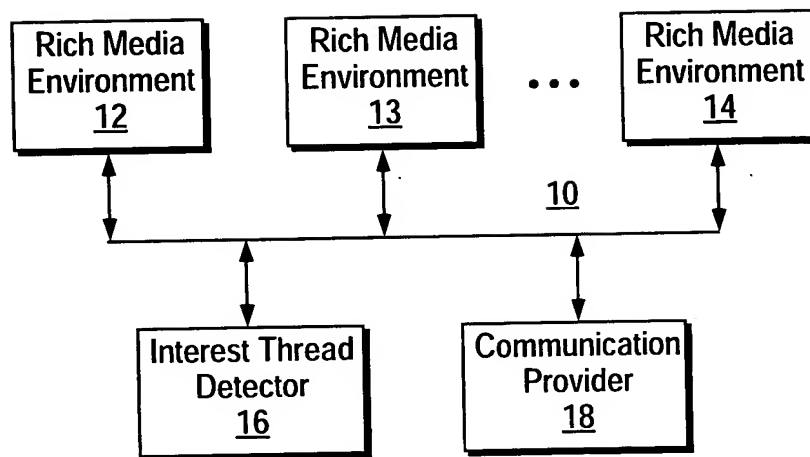 Rich Media
Environment
12
Rich Media
Environment
13
...
Rich Media
Environment
14
10
Interest Thread
Detector
16
Communication
Provider
18